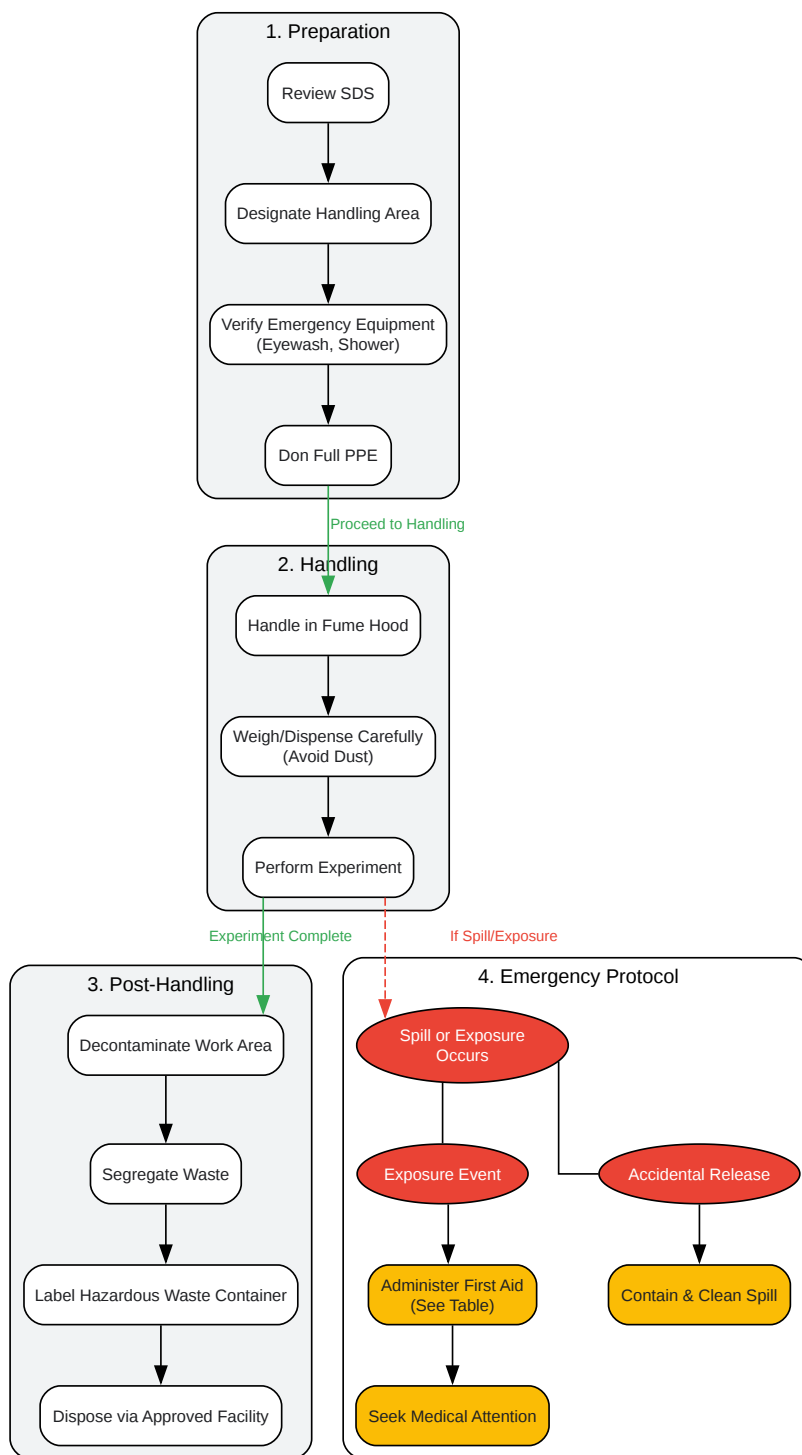 1. Preparation
Review SDS
Designate Handling Area
Verify Emergency Equipment
(Eyewash, Shower)
Don Full PPE
Proceed to Handling
2. Handling
Handle in Fume Hood
Weigh/Dispense Carefully
(Avoid Dust)
Perform Experiment
Experiment Complete
If Spill/Exposure
3. Post-Handling
Decontaminate Work Area
Segregate Waste
Label Hazardous Waste Container
Dispose via Approved Facility
4. Emergency Protocol
Spill or Exposure
Occurs
Exposure Event
Accidental Release
Administer First Aid
(See Table)
Contain & Clean Spill
Seek Medical Attention